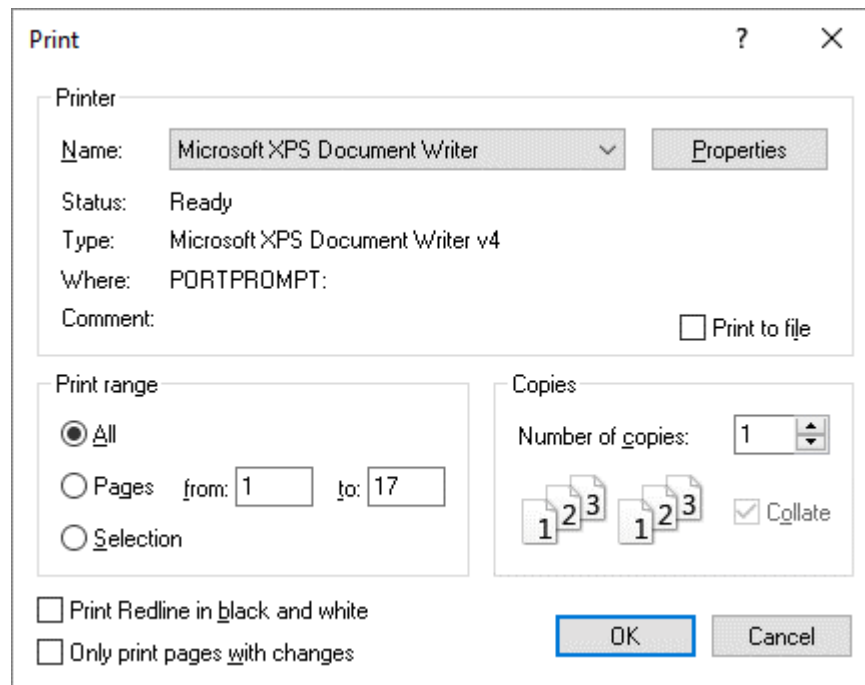 Print ?
Printer
Name: Microsoft XPS Document Writer Properties
Status: Ready
Type: Microsoft XPS Document Writer v4
Where: PORTPROMPT:
Comment:
Print to file
Print range
All
Pages from: 1 to: 17
Selection
Copies
Number of copies: 1
1 2 3 1 2 3 Collate
Print Redline in black and white
Only print pages with changes
OK Cancel